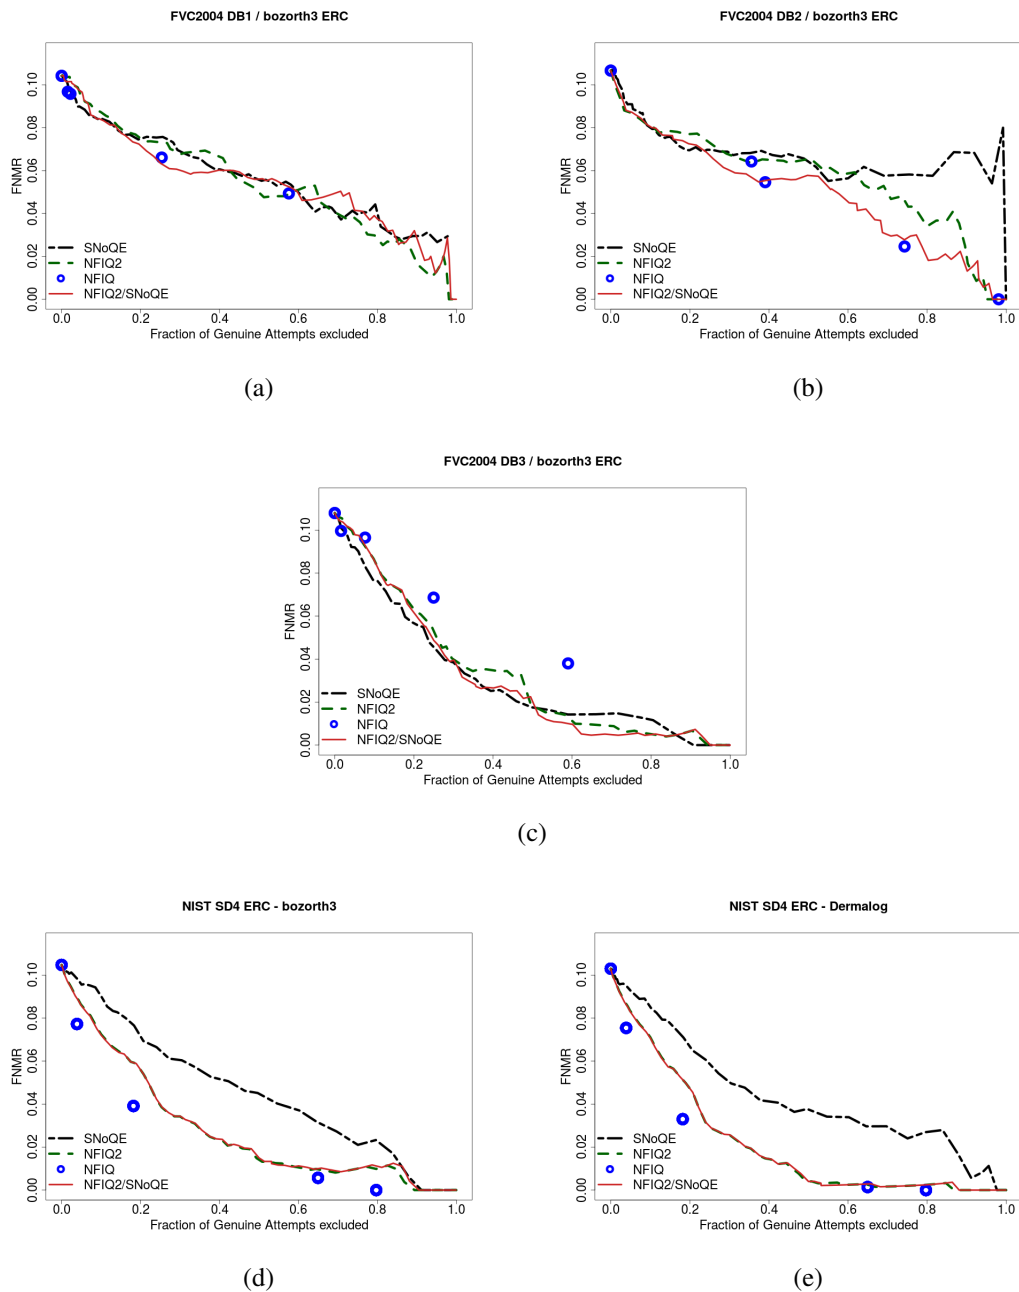 FVC2004 DB1 / bozorth3 ERC
FNMR
0.00 0.02 0.04 0.06 0.08 0.10
SNoQE
NFIQ2
NFIQ
NFIQ2/SNoQE
0.0 0.2 0.4 0.6 0.8 1.0
Fraction of Genuine Attempts excluded
(a)
FVC2004 DB2 / bozorth3 ERC
FNMR
0.00 0.02 0.04 0.06 0.08 0.10
SNoQE
NFIQ2
NFIQ
NFIQ2/SNoQE
0.0 0.2 0.4 0.6 0.8 1.0
Fraction of Genuine Attempts excluded
(b)
FVC2004 DB3 / bozorth3 ERC
FNMR
0.00 0.02 0.04 0.06 0.08 0.10
SNoQE
NFIQ2
NFIQ
NFIQ2/SNoQE
0.0 0.2 0.4 0.6 0.8 1.0
Fraction of Genuine Attempts excluded
(c)
NIST SD4 ERC - bozorth3
FNMR
0.00 0.02 0.04 0.06 0.08 0.10
SNoQE
NFIQ2
NFIQ
NFIQ2/SNoQE
0.0 0.2 0.4 0.6 0.8 1.0
Fraction of Genuine Attempts excluded
(d)
NIST SD4 ERC - Dermalog
FNMR
0.00 0.02 0.04 0.06 0.08 0.10
SNoQE
NFIQ2
NFIQ
NFIQ2/SNoQE
0.0 0.2 0.4 0.6 0.8 1.0
Fraction of Genuine Attempts excluded
(e)